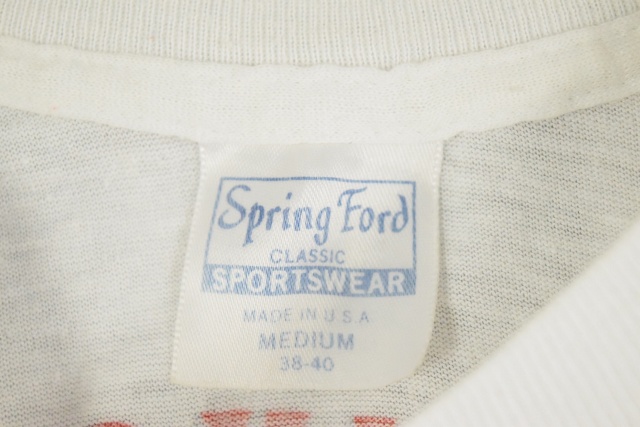 Spring Ford
CLASSIC
SPORTSWEAR
MADE IN U.S.A
MEDIUM
38-40